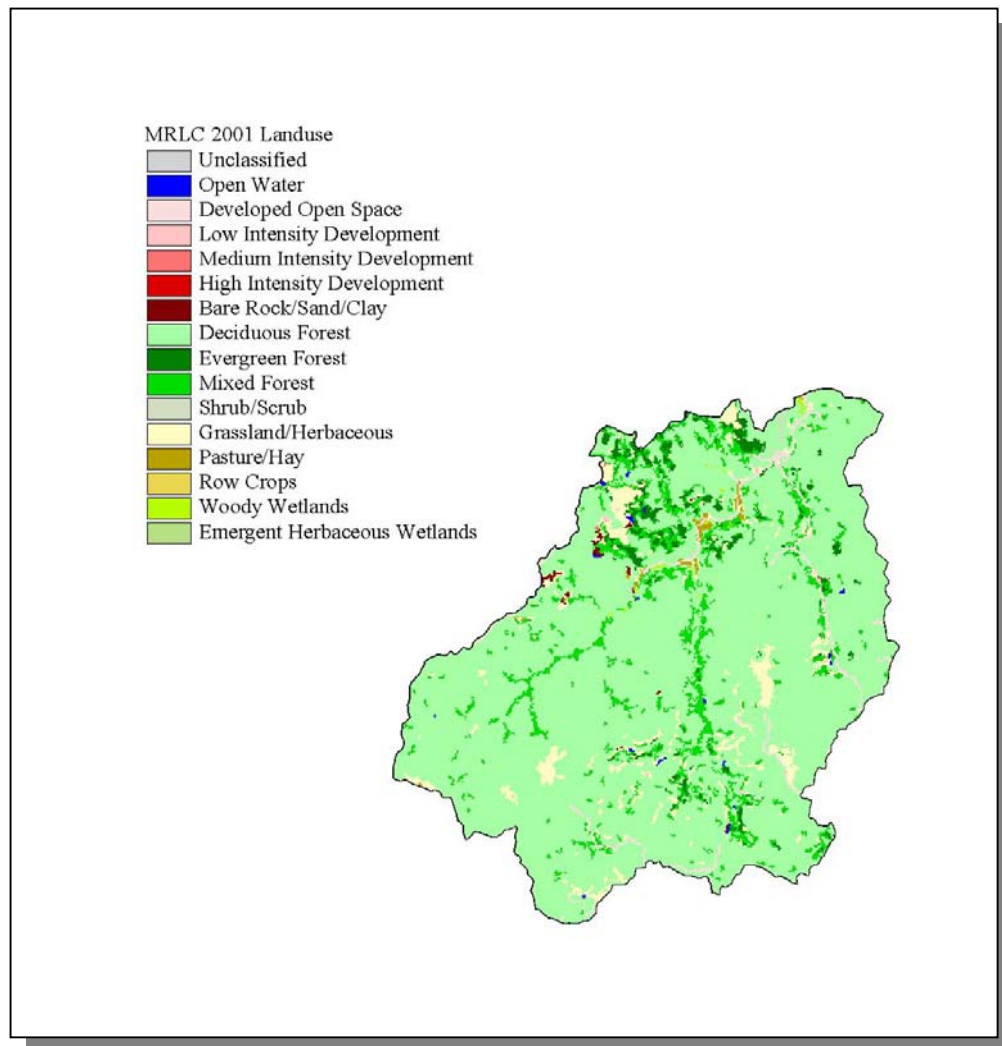 MRLC 2001 Landuse
Unclassified
Open Water
Developed Open Space
Low Intensity Development
Medium Intensity Development
High Intensity Development
Bare Rock/Sand/Clay
Deciduous Forest
Evergreen Forest
Mixed Forest
Shrub/Scrub
Grassland/Herbaceous
Pasture/Hay
Row Crops
Woody Wetlands
Emergent Herbaceous Wetlands